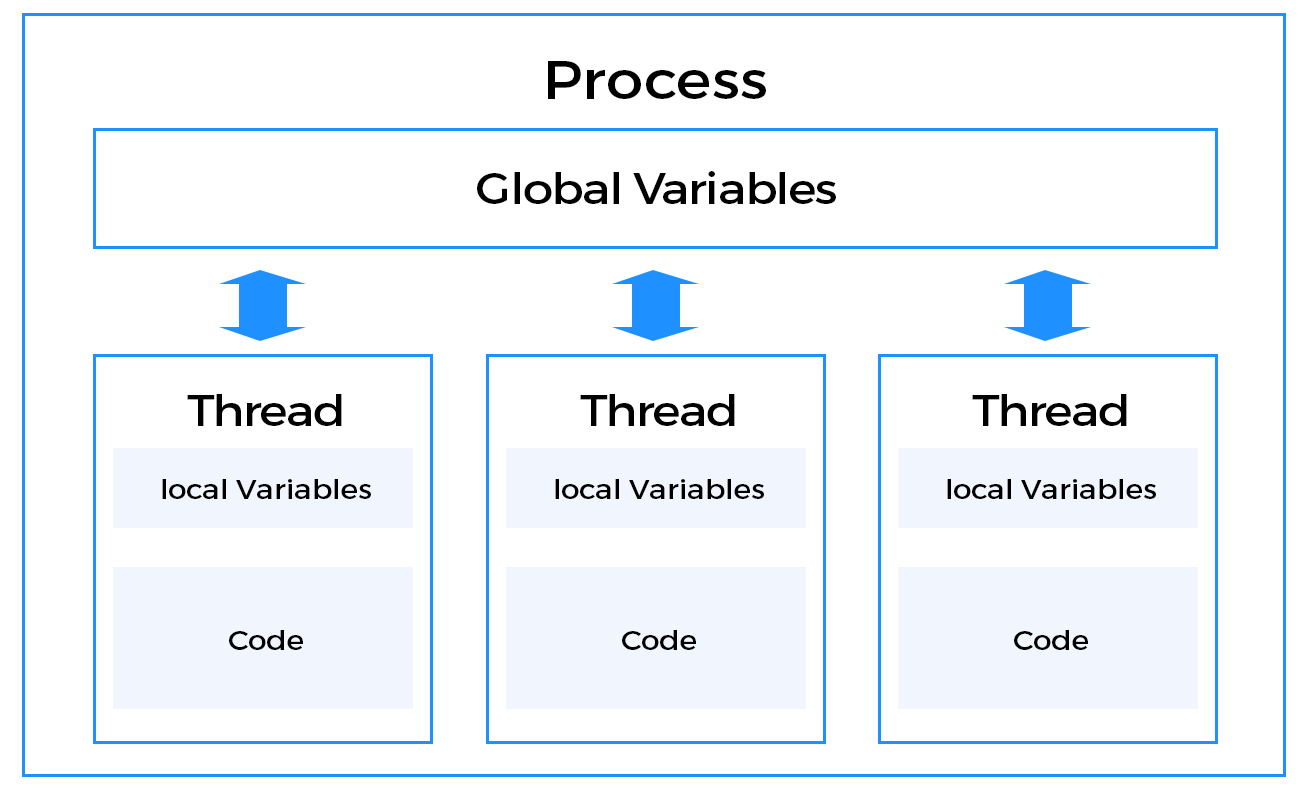 Process
Global Variables
Thread
local Variables
Code
Thread
local Variables
Code
Thread
local Variables
Code